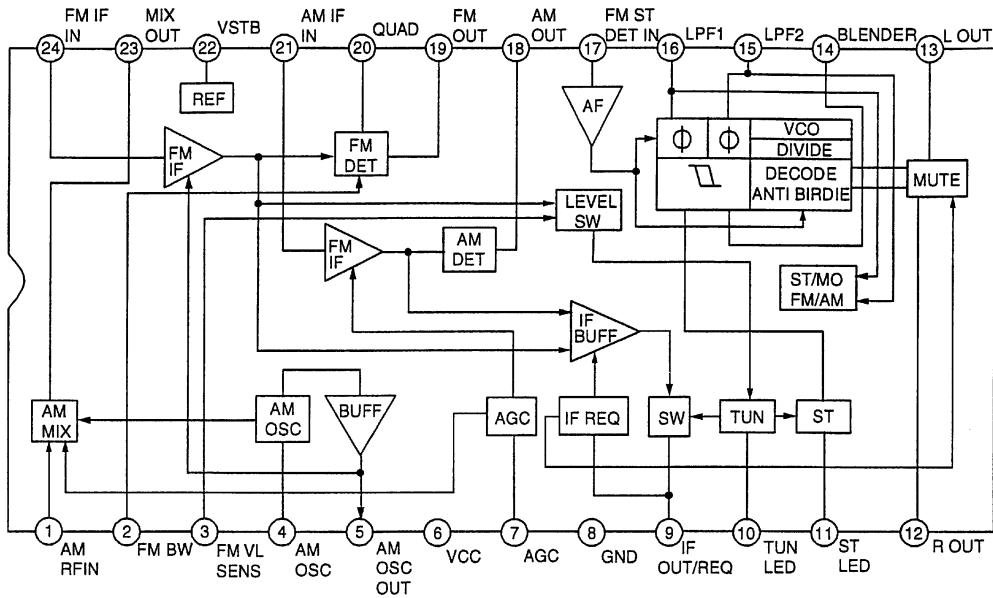 FM IF
IN
MIX
OUT
VSTB
AM IF
IN
QUAD
FM
OUT
AM
OUT
FM ST
DET IN
LPF1
LPF2
BLENDER
L OUT
24
23
22
21
20
19
18
17
16
15
14
13
REF
FM
IF
FM
DET
AF
ϕ
ϕ
VCO
DIVIDE
DECODE
ANTI BIRDIE
MUTE
LEVEL
SW
FM
IF
AM
DET
ST/MO
FM/AM
IF
BUFF
AM
MIX
AM
OSC
BUFF
AGC
IF REQ
SW
TUN
ST
1
2
3
4
5
6
7
8
9
10
11
12
AM
RFIN
FM BW
FM VL
SENS
AM
OSC
AM
OSC
OUT
VCC
AGC
GND
IF
OUT/REQ
TUN
LED
ST
LED
R OUT